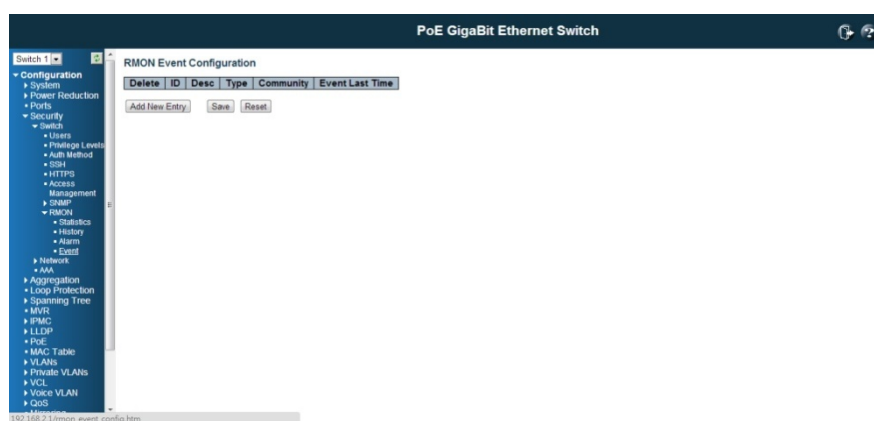 PoE GigaBit Ethernet Switch
Switch 1
Configuration
System
Power Reduction
Ports
Security
Switch
Users
Privilege Levels
Auth Method
SSH
HTTPS
Access
Management
SNMP
RMON
Statistics
History
Alarm
Event
Network
AAA
Aggregation
Loop Protection
Spanning Tree
MVR
IPMC
LLDP
PoE
MAC Table
VLANs
Private VLANs
VCL
Voice VLAN
QoS
Mirroring
192.168.2.1/rmon_event_config.htm
RMON Event Configuration
Delete ID Desc Type Community Event Last Time
Add New Entry Save Reset